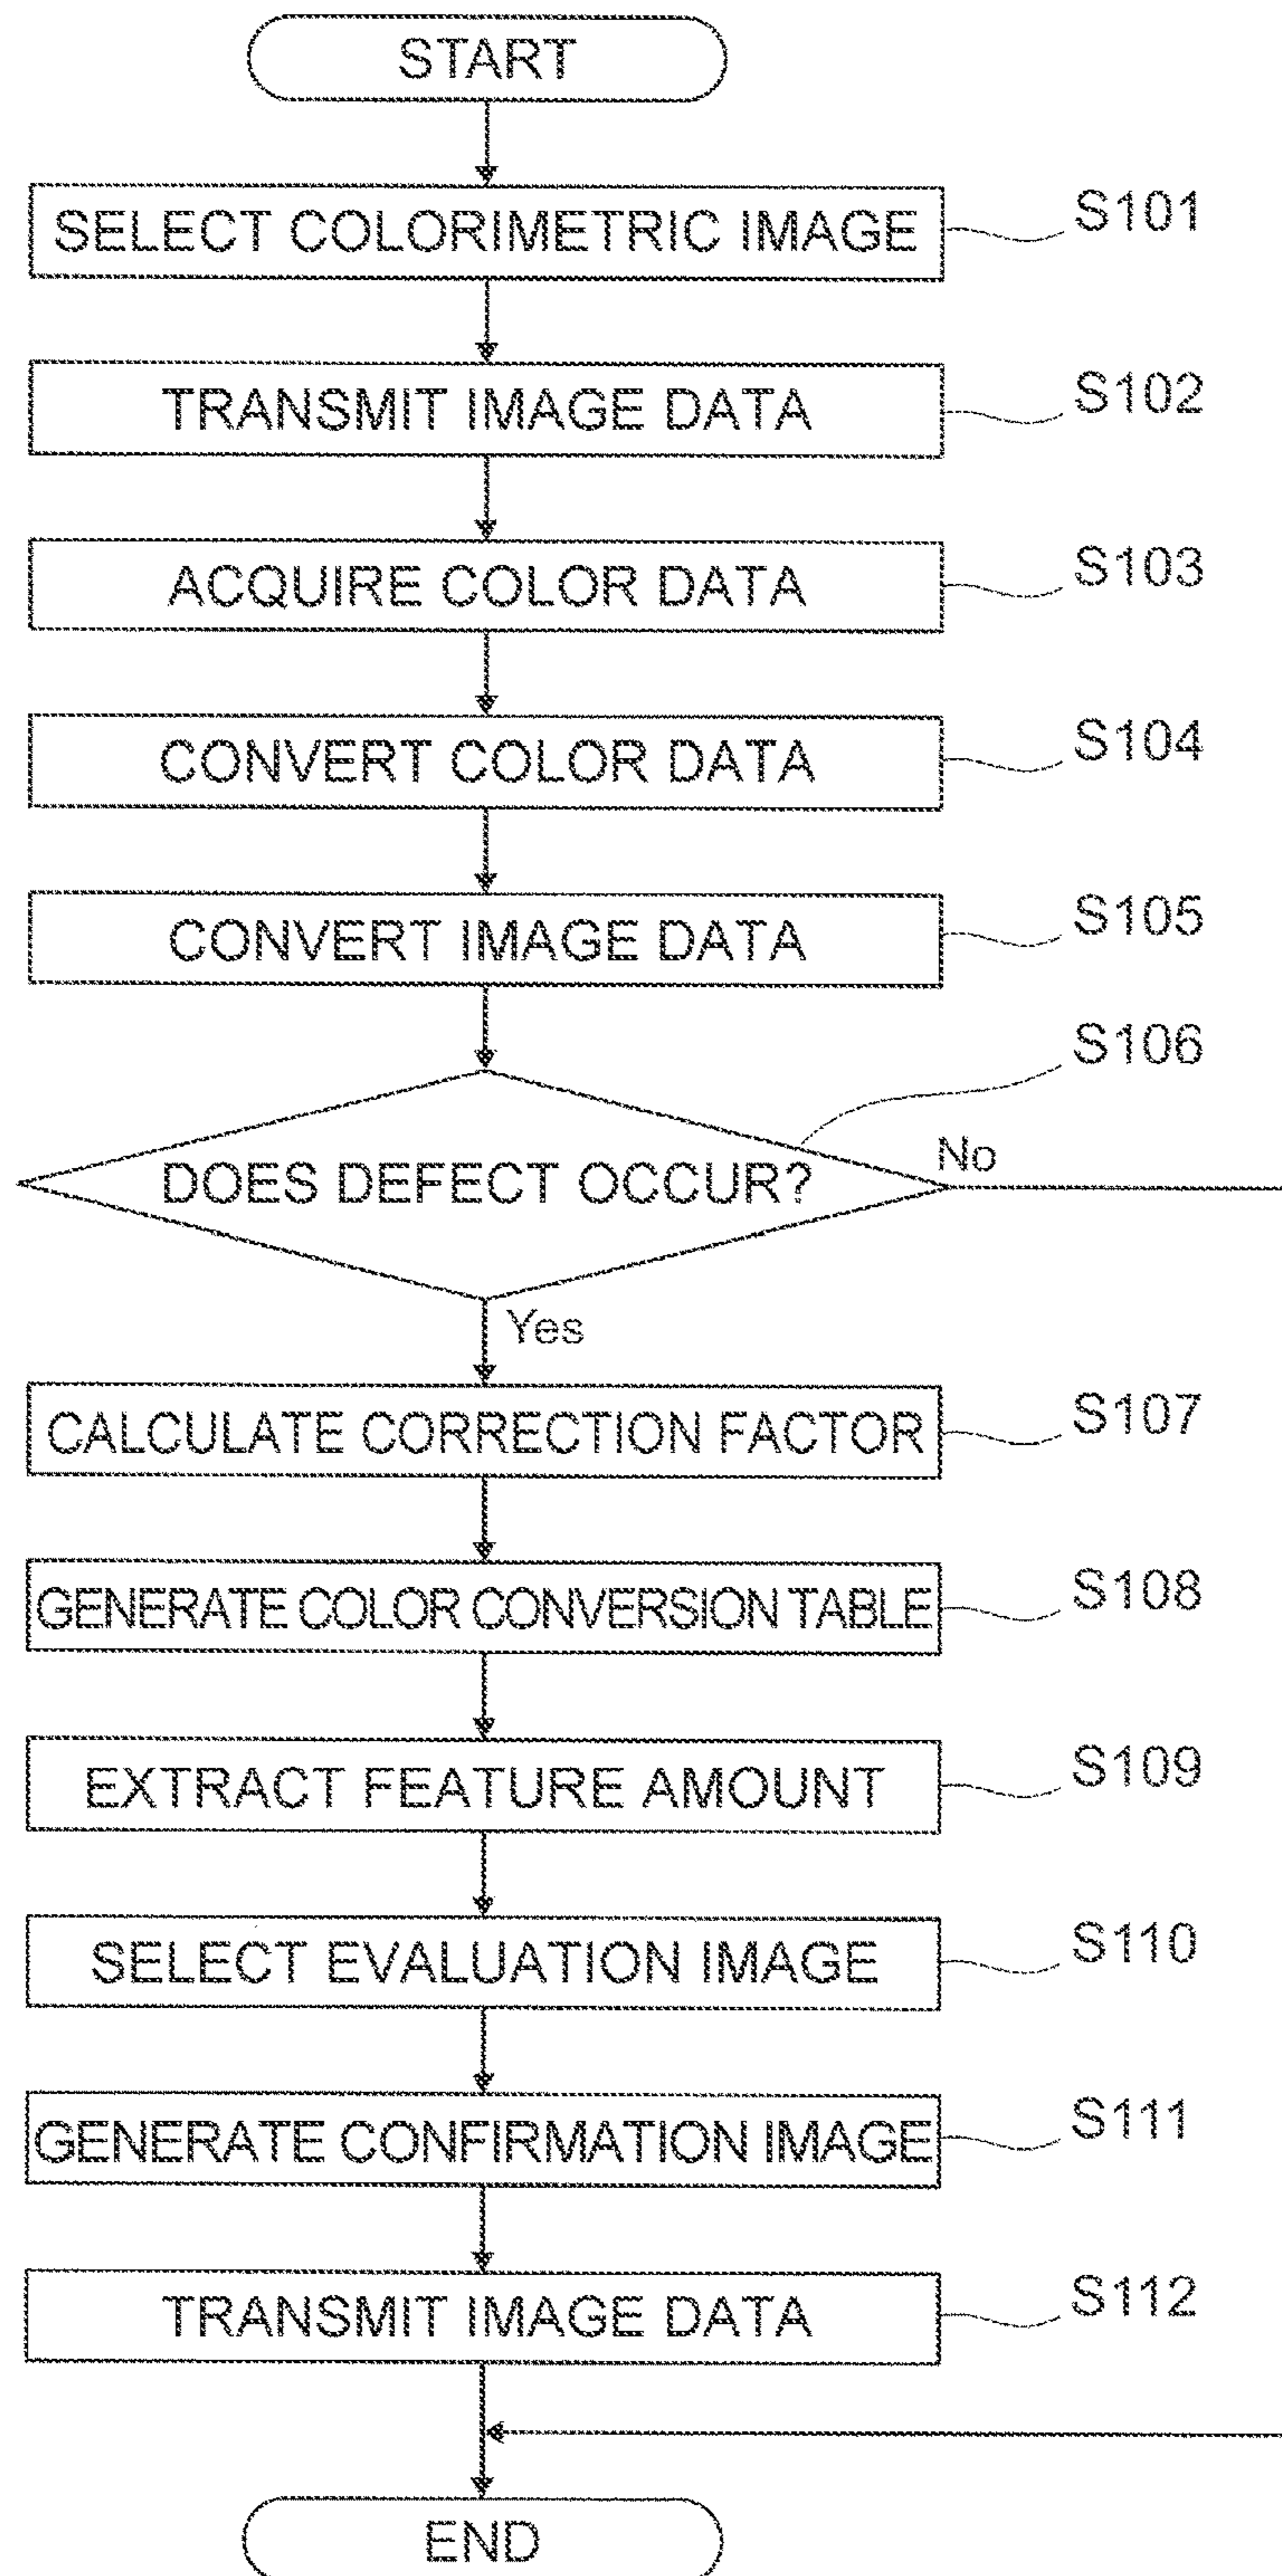 START
SELECT COLORIMETRIC IMAGE
S101
TRANSMIT IMAGE DATA
S102
ACQUIRE COLOR DATA
S103
CONVERT COLOR DATA
S104
CONVERT IMAGE DATA
S105
S106
DOES DEFECT OCCUR?
No
Yes
CALCULATE CORRECTION FACTOR
S107
GENERATE COLOR CONVERSION TABLE
S108
EXTRACT FEATURE AMOUNT
S109
SELECT EVALUATION IMAGE
S110
GENERATE CONFIRMATION IMAGE
S111
TRANSMIT IMAGE DATA
S112
END